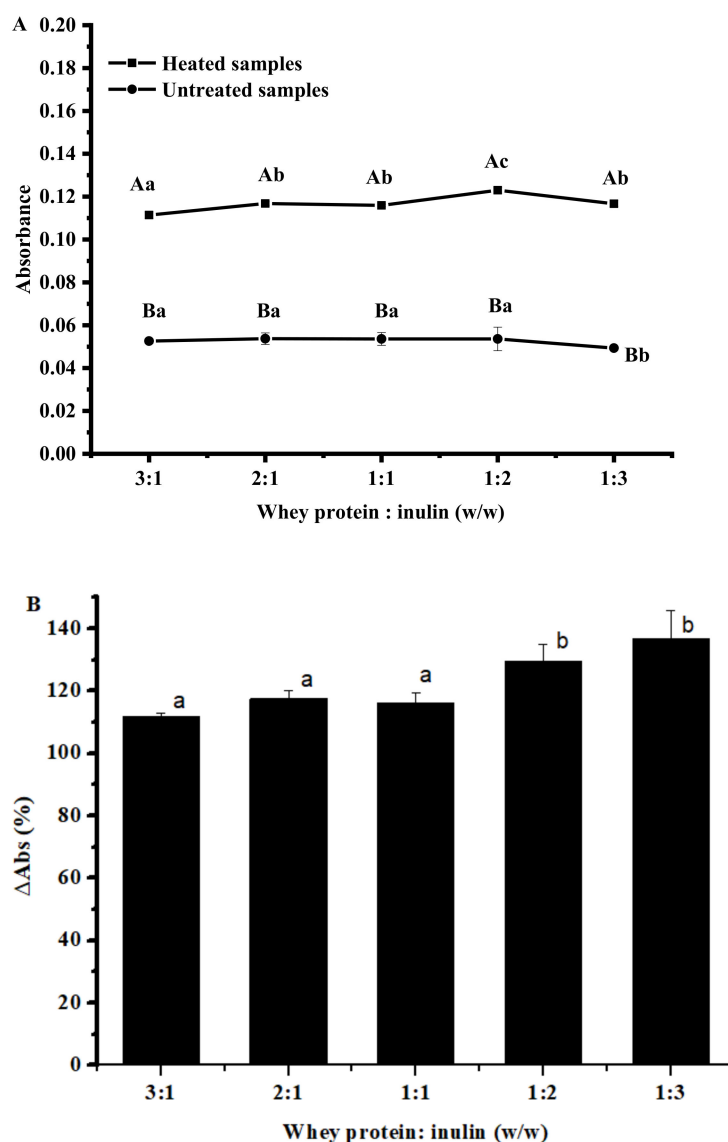 A
0.20
0.18
0.16
0.14
0.12
0.10
0.08
0.06
0.04
0.02
0.00
Absorbance
Heated samples
Untreated samples
Aa
Ab
Ab
Ac
Ab
Ba
Ba
Ba
Ba
Bb
3:1
2:1
1:1
1:2
1:3
Whey protein : inulin (w/w)
B
140
120
100
80
60
40
20
0
ΔAbs (%)
a
a
a
b
b
3:1
2:1
1:1
1:2
1:3
Whey protein: inulin (w/w)